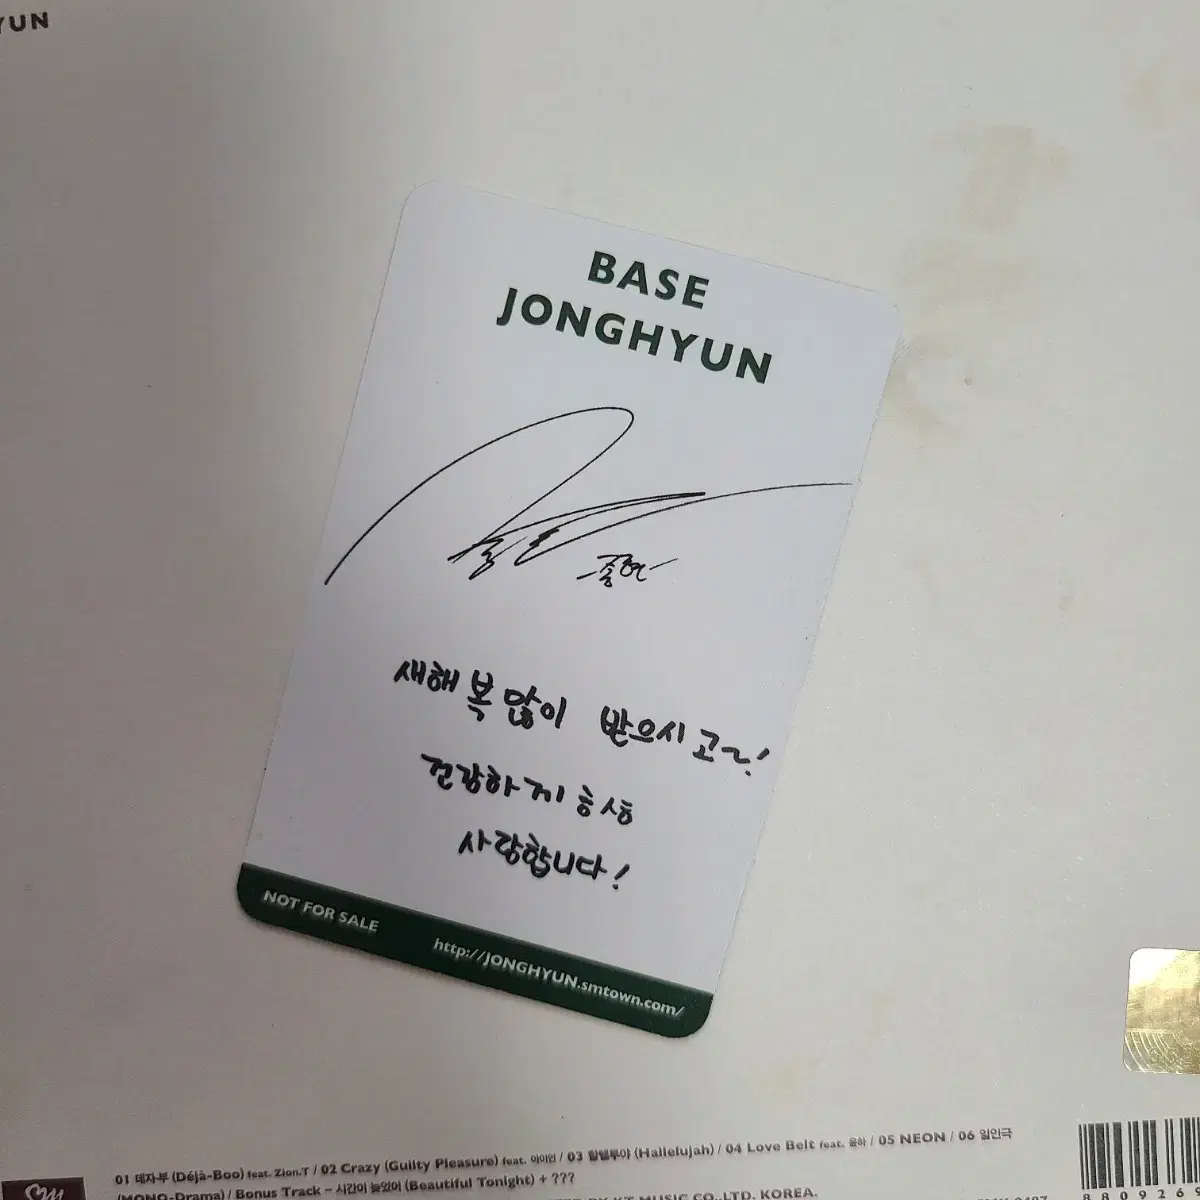 YUN
BASE
JONGHYUN
종현
새해 복 많이 받으시고~!
건강하게 항상
사랑합니다!
NOT FOR SALE
http://JONGHYUN.smtown.com/
01 데자부 (Déjà-Boo) feat. Zion.T / 02 Crazy (Guilty Pleasure) feat. 아이언 / 03 할렐루야 (Hallelujah) / 04 Love Belt feat. 윤하 / 05 NEON / 06 일인극
(MONO-Drama) / Bonus Track – 시간이 늦었어 (Beautiful Tonight) + ???
KT MUSIC CO., LTD. KOREA.